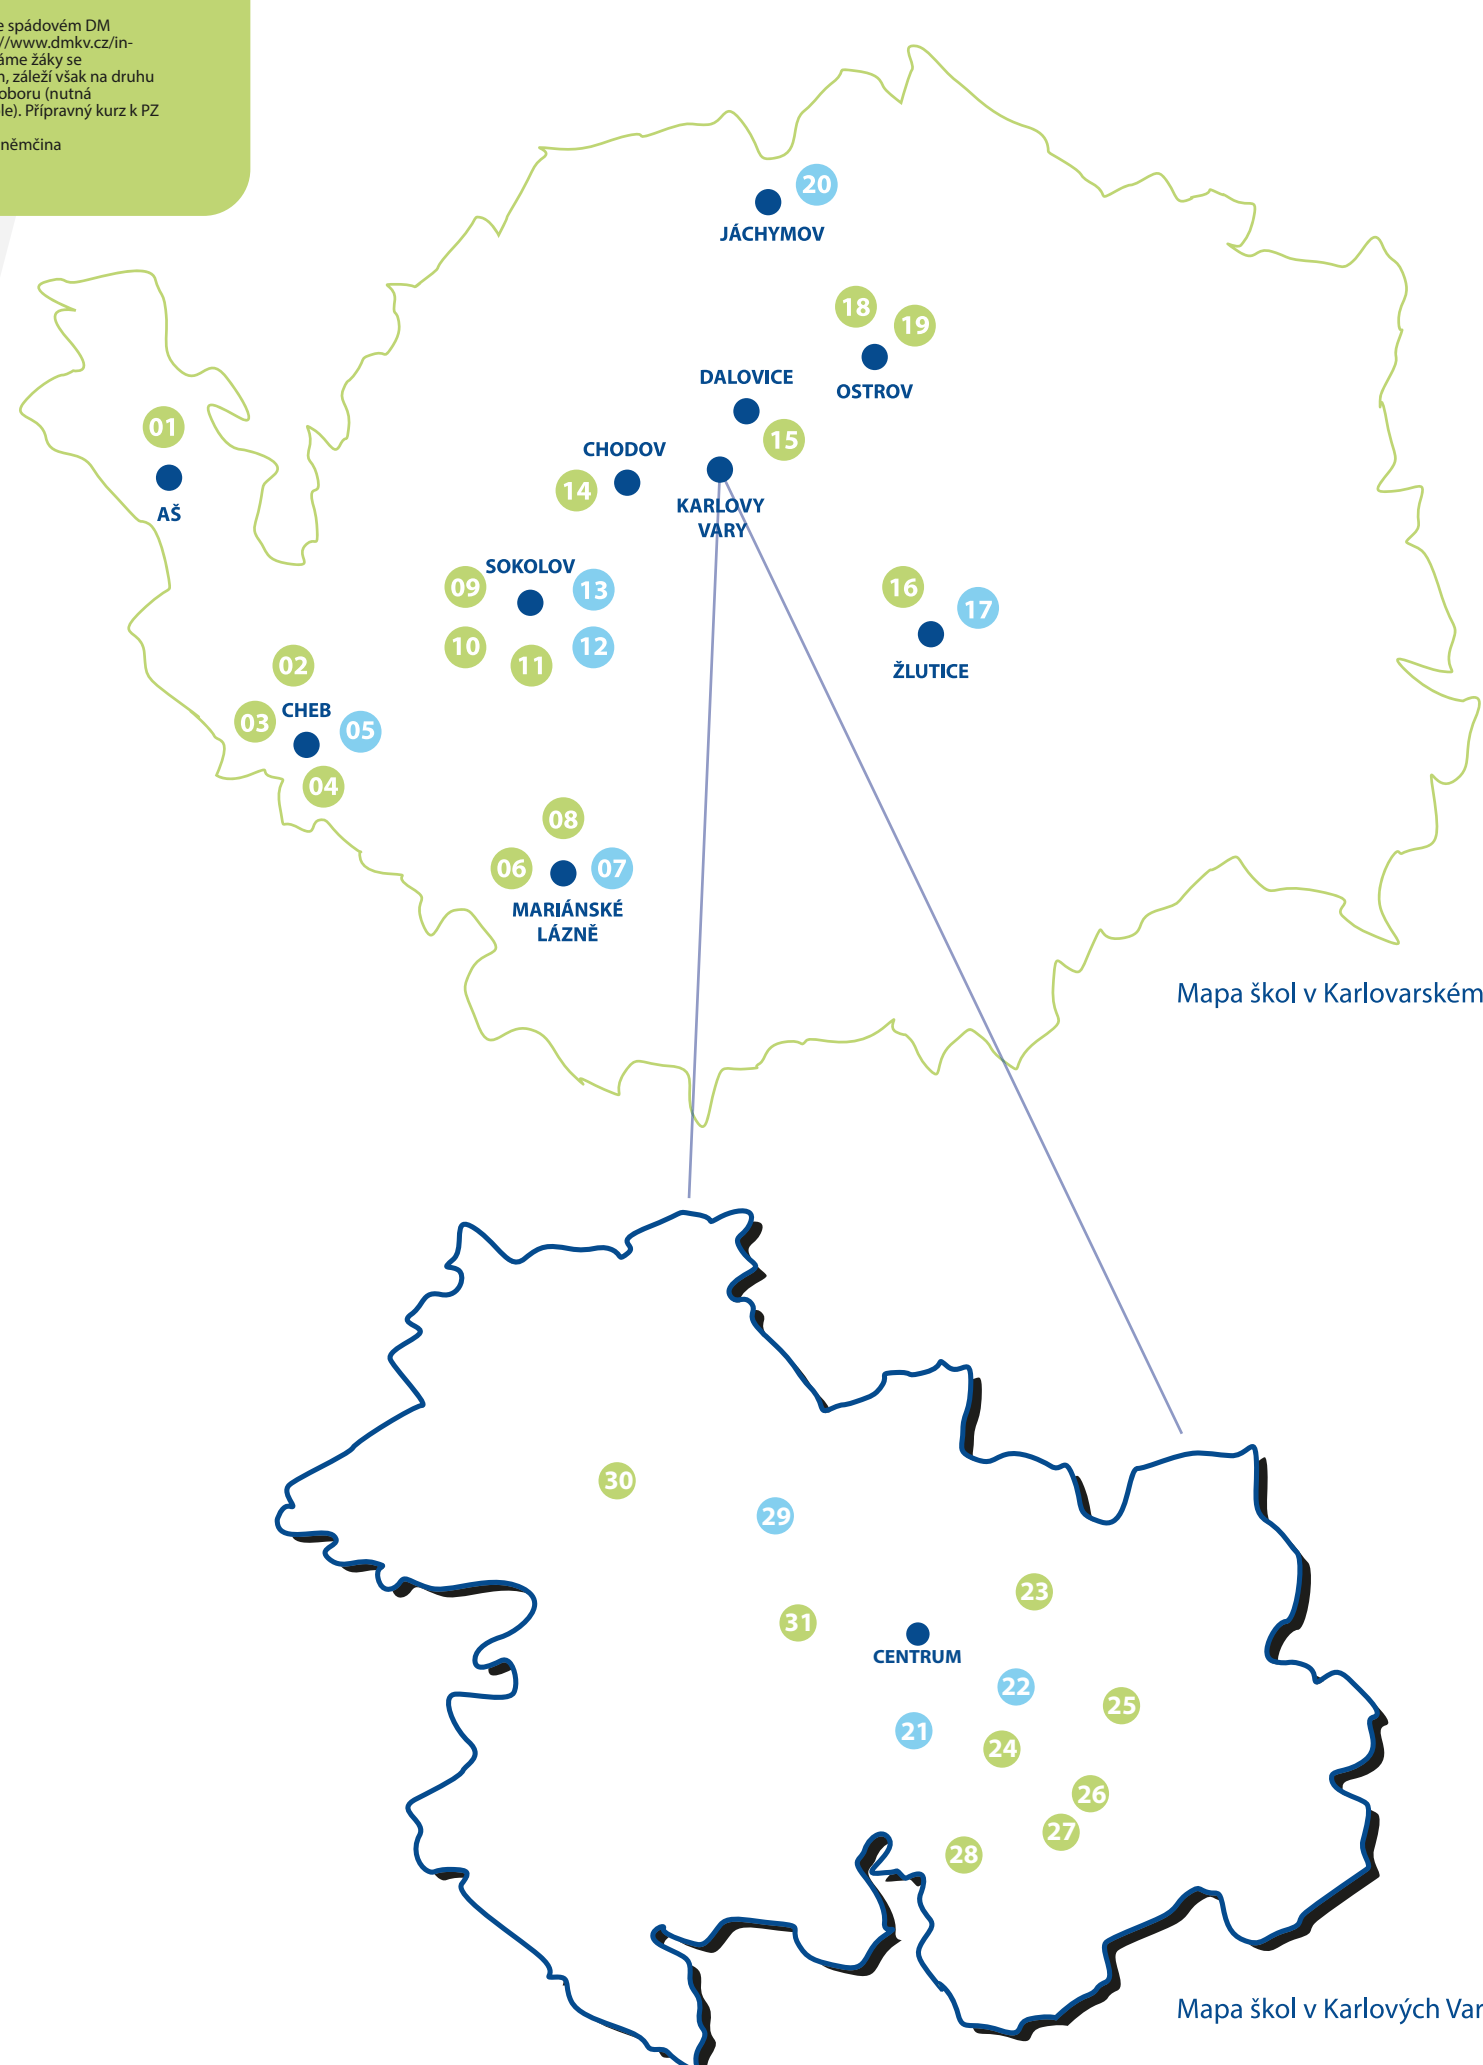 e spádovém DM
//www.dmkv.cz/in-
áme žáky se
n, záleží však na druhu
oboru (nutná
le). Přípravný kurz k PZ
němčina
20
JÁCHYMOV
18
19
OSTROV
DALOVICE
15
01
AŠ
CHODOV
14
KARLOVY
VARY
SOKOLOV
09
13
10
11
12
16
17
ŽLUTICE
02
03
CHEB
05
04
08
06
07
MARIÁNSKÉ
LÁZNĚ
Mapa škol v Karlovarském
30
29
23
31
CENTRUM
22
25
21
24
26
27
28
Mapa škol v Karlových Var